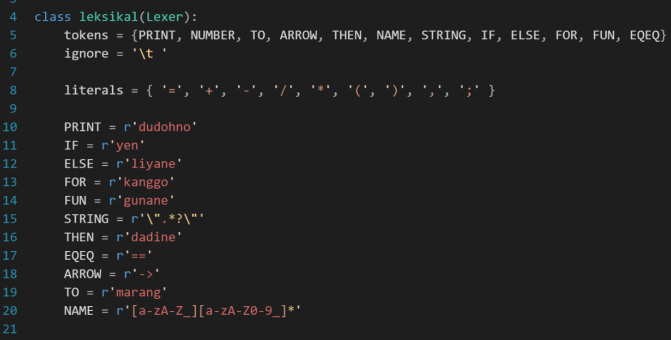 4 class leksikal(Lexer):
5 tokens = {PRINT, NUMBER, TO, ARROW, THEN, NAME, STRING, IF, ELSE, FOR, FUN, EQEQ}
6 ignore = '\t '
7
8 literals = { '=', '+', '-', '/', '*', '(', ')', ',', ';' }
9
10 PRINT = r'dudohno'
11 IF = r'yen'
12 ELSE = r'liyane'
13 FOR = r'kanggo'
14 FUN = r'gunane'
15 STRING = r'\".*?\"'
16 THEN = r'dadine'
17 EQEQ = r'=='
18 ARROW = r'->'
19 TO = r'marang'
20 NAME = r'[a-zA-Z_][a-zA-Z0-9_]*'
21